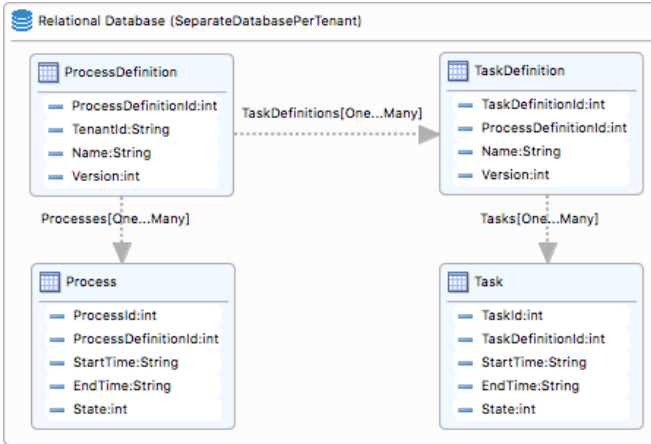 Relational Database (SeparateDatabasePerTenant)
ProcessDefinition
ProcessDefinitionId:int
TenantId:String
Name:String
Version:int
TaskDefinitions[One...Many]
TaskDefinition
TaskDefinitionId:int
ProcessDefinitionId:int
Name:String
Version:int
Processes[One...Many]
Tasks[One...Many]
Process
ProcessId:int
ProcessDefinitionId:int
StartTime:String
EndTime:String
State:int
Task
TaskId:int
TaskDefinitionId:int
StartTime:String
EndTime:String
State:int